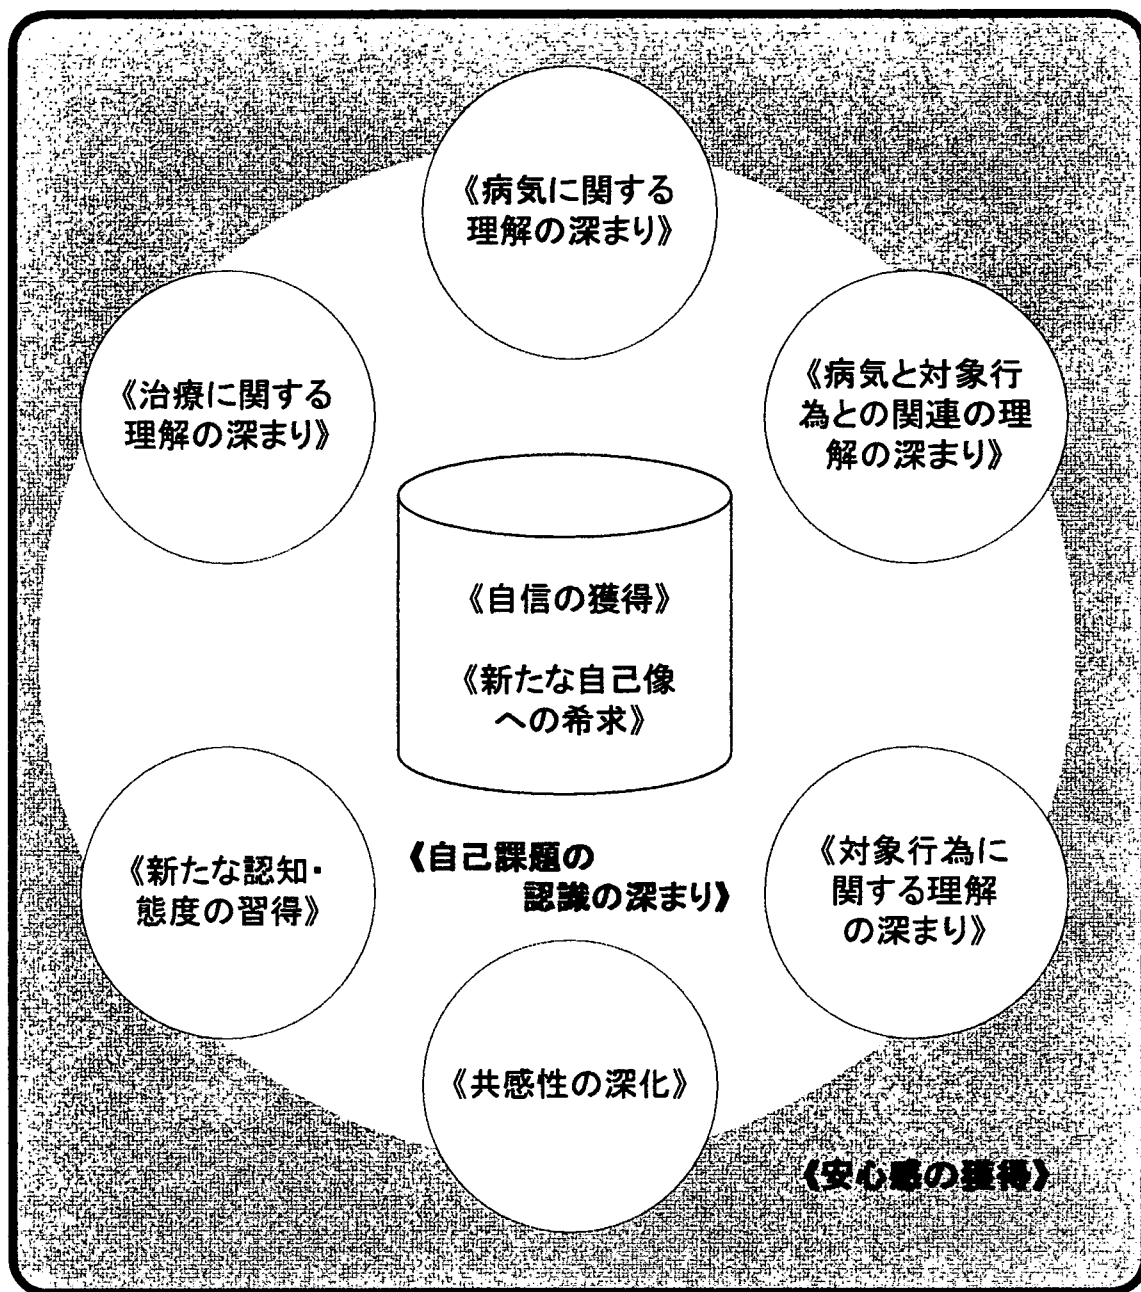 《病気に関する
理解の深まり》
《治療に関する
理解の深まり》
《病気と対象行
為との関連の理
解の深まり》
《自信の獲得》
《新たな自己像
への希求》
《新たな認知・
態度の習得》
《自己課題の
認識の深まり》
《対象行為に
関する理解
の深まり》
《共感性の深化》
《安心感の獲得》